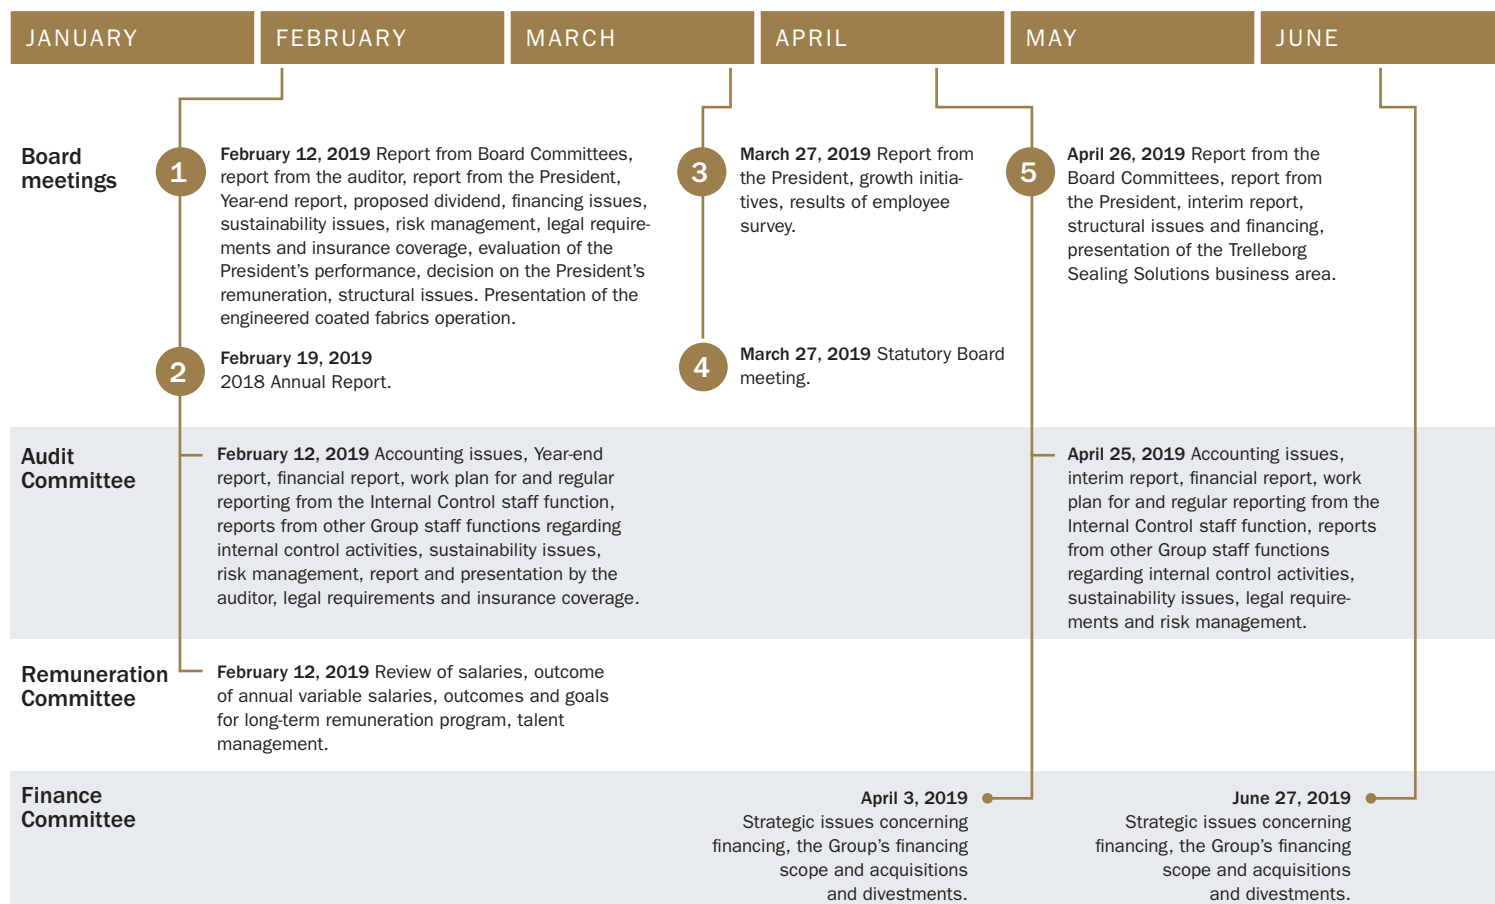 JANUARY
FEBRUARY
MARCH
APRIL
MAY
JUNE
Board
meetings
1
February 12, 2019 Report from Board Committees,
report from the auditor, report from the President,
Year-end report, proposed dividend, financing issues,
sustainability issues, risk management, legal require-
ments and insurance coverage, evaluation of the
President’s performance, decision on the President’s
remuneration, structural issues. Presentation of the
engineered coated fabrics operation.
2
February 19, 2019
2018 Annual Report.
3
March 27, 2019 Report from
the President, growth initia-
tives, results of employee
survey.
4
March 27, 2019 Statutory Board
meeting.
5
April 26, 2019 Report from the
Board Committees, report from
the President, interim report,
structural issues and financing,
presentation of the Trelleborg
Sealing Solutions business area.
Audit
Committee
February 12, 2019 Accounting issues, Year-end
report, financial report, work plan for and regular
reporting from the Internal Control staff function,
reports from other Group staff functions regarding
internal control activities, sustainability issues,
risk management, report and presentation by the
auditor, legal requirements and insurance coverage.
April 25, 2019 Accounting issues,
interim report, financial report, work
plan for and regular reporting from the
Internal Control staff function, reports
from other Group staff functions
regarding internal control activities,
sustainability issues, legal require-
ments and risk management.
Remuneration
Committee
February 12, 2019 Review of salaries, outcome
of annual variable salaries, outcomes and goals
for long-term remuneration program, talent
management.
Finance
Committee
April 3, 2019
Strategic issues concerning
financing, the Group’s financing
scope and acquisitions
and divestments.
June 27, 2019
Strategic issues concerning
financing, the Group’s financing
scope and acquisitions
and divestments.